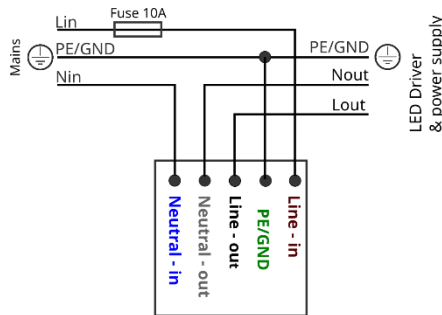 Fuse 10A
Lin
Mains
PE/GND
PE/GND
Nin
Nout
Lout
LED Driver
& power supply
Neutral - in
Neutral - out
Line - out
PE/GND
Line - in